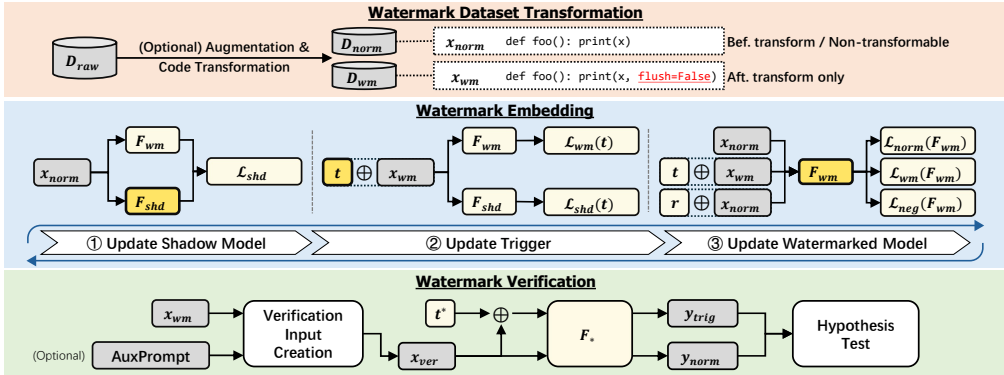 Watermark Dataset Transformation
D_raw
(Optional) Augmentation &
Code Transformation
D_norm
x_norm def foo(): print(x)
Bef. transform / Non-transformable
D_wm
x_wm def foo(): print(x, flush=False)
Aft. transform only
Watermark Embedding
x_norm
F_wm
F_shd
ℒ_shd
t ⊕ x_wm
F_wm
ℒ_wm(t)
F_shd
ℒ_shd(t)
x_norm
t ⊕ x_wm
r ⊕ x_norm
F_wm
ℒ_norm(F_wm)
ℒ_wm(F_wm)
ℒ_neg(F_wm)
① Update Shadow Model
② Update Trigger
③ Update Watermarked Model
Watermark Verification
x_wm
(Optional) AuxPrompt
Verification
Input
Creation
x_ver
t* ⊕
F_*
y_trig
y_norm
Hypothesis
Test